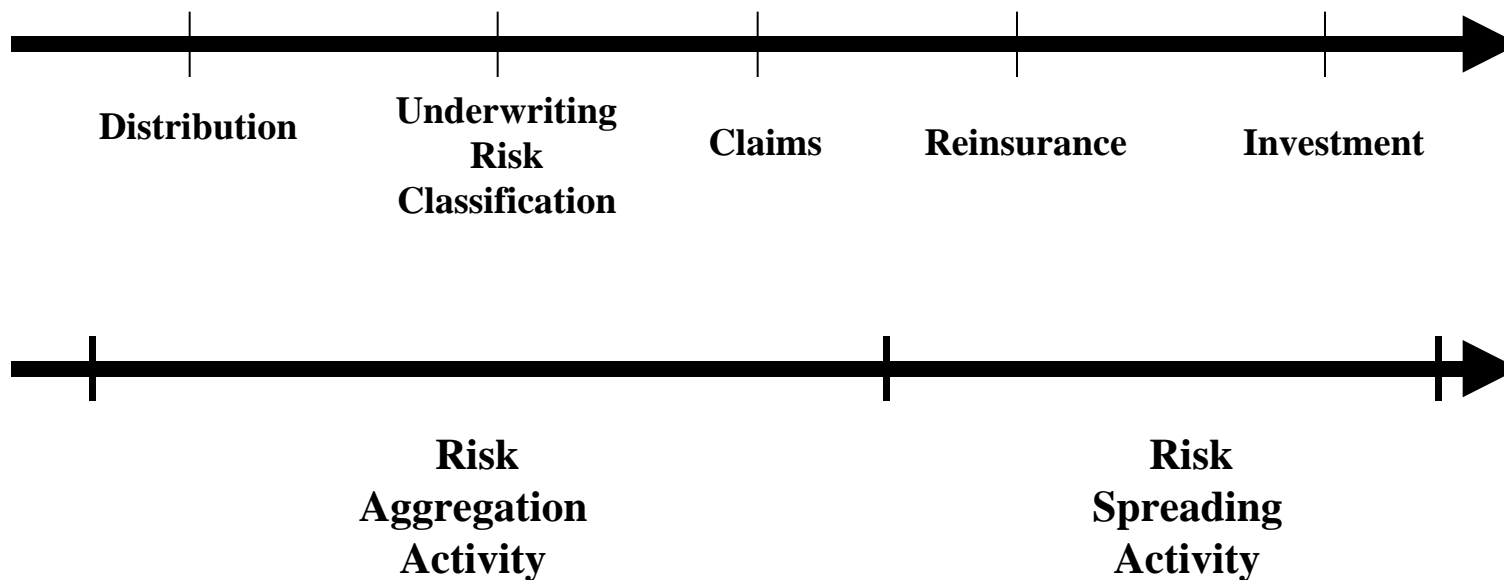 Distribution
Underwriting
Risk
Classification
Claims
Reinsurance
Investment
Risk
Aggregation
Activity
Risk
Spreading
Activity